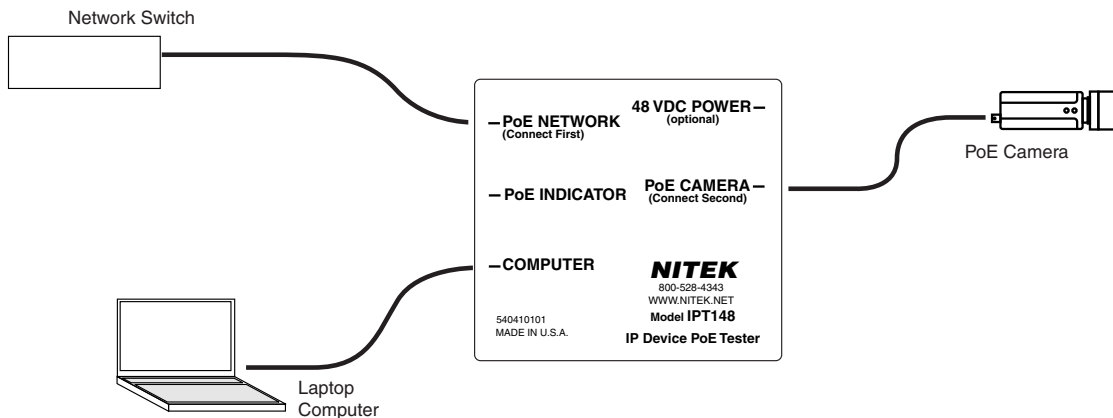 Network Switch
– PoE NETWORK
(Connect First)
48 VDC POWER –
(optional)
– PoE INDICATOR
PoE CAMERA –
(Connect Second)
– COMPUTER
NITEK
800-528-4343
WWW.NITEK.NET
Model IPT148
IP Device PoE Tester
540410101
MADE IN U.S.A.
PoE Camera
Laptop
Computer